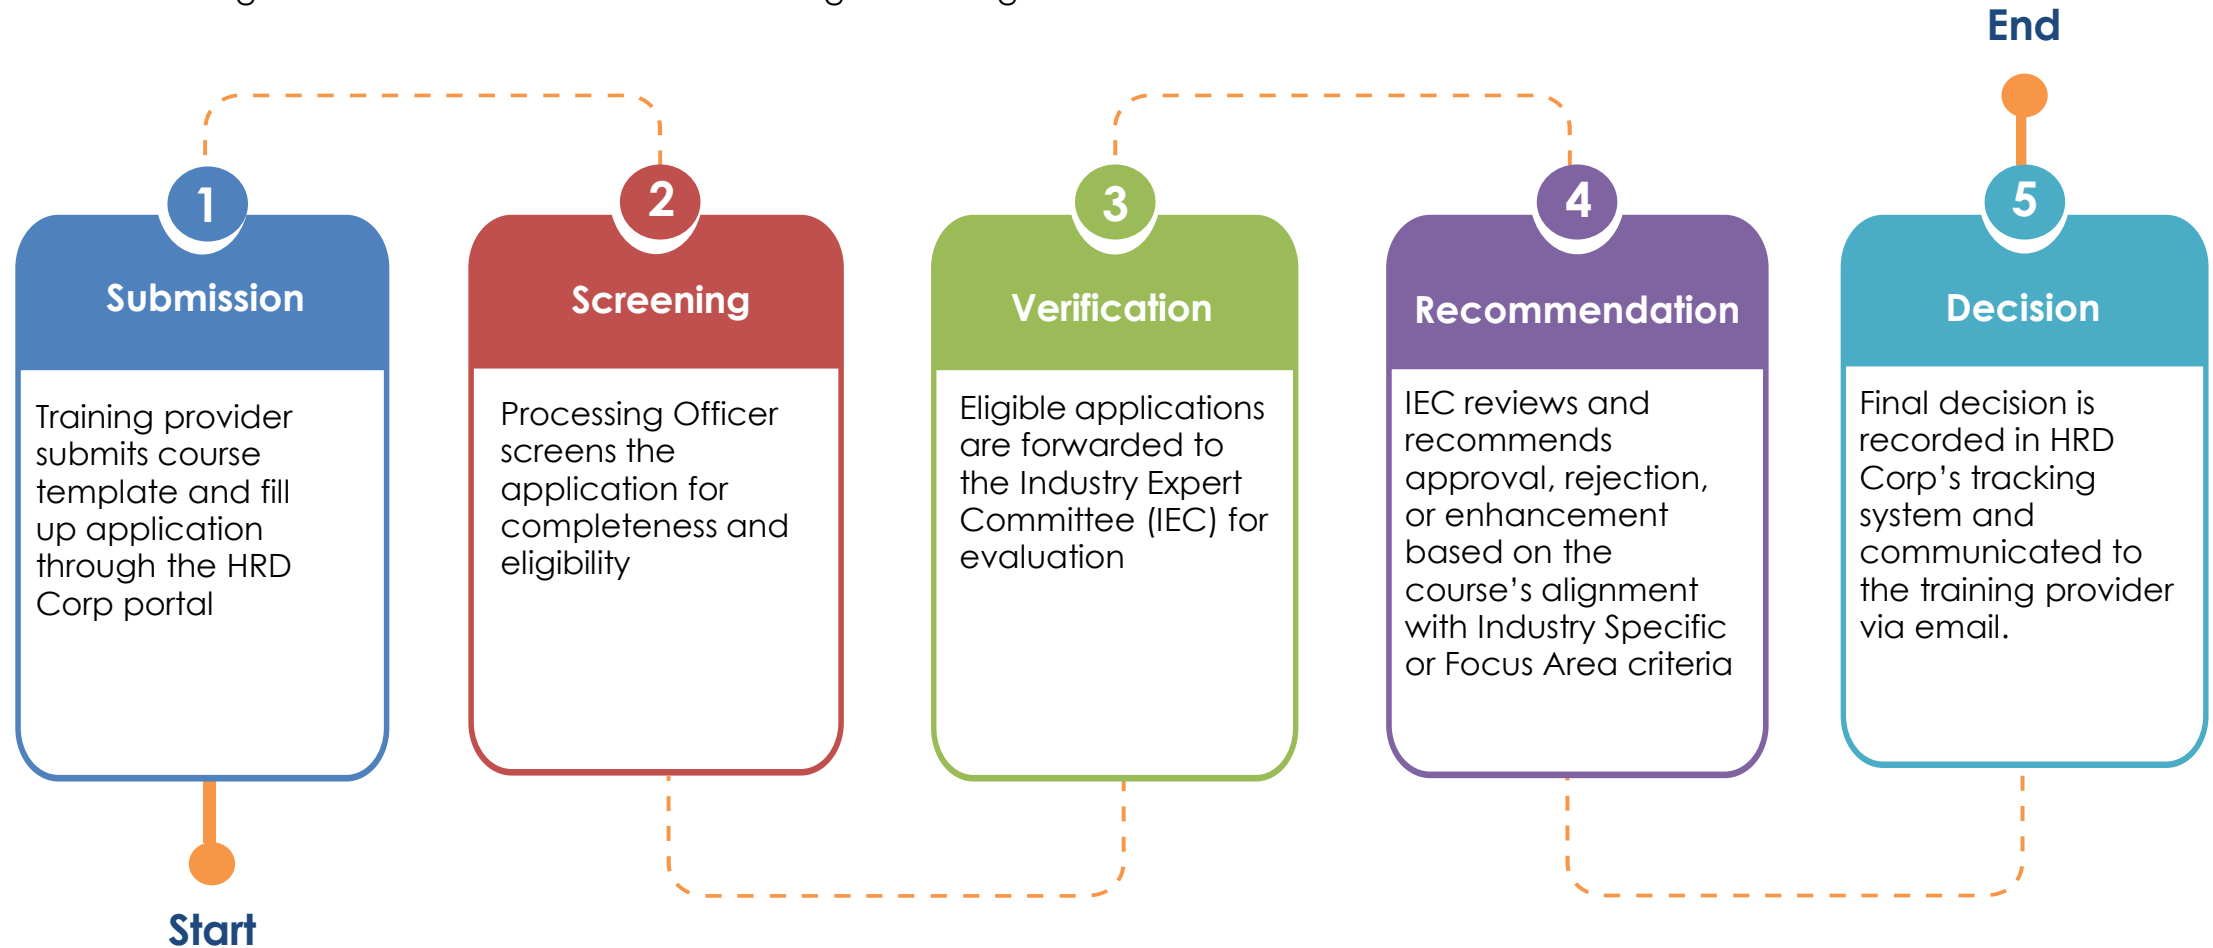 End
1
Submission
Training provider
submits course
template and fill
up application
through the HRD
Corp portal
Start
2
Screening
Processing Officer
screens the
application for
completeness and
eligibility
3
Verification
Eligible applications
are forwarded to
the Industry Expert
Committee (IEC) for
evaluation
4
Recommendation
IEC reviews and
recommends
approval, rejection,
or enhancement
based on the
course’s alignment
with Industry Specific
or Focus Area criteria
5
Decision
Final decision is
recorded in HRD
Corp’s tracking
system and
communicated to
the training provider
via email.